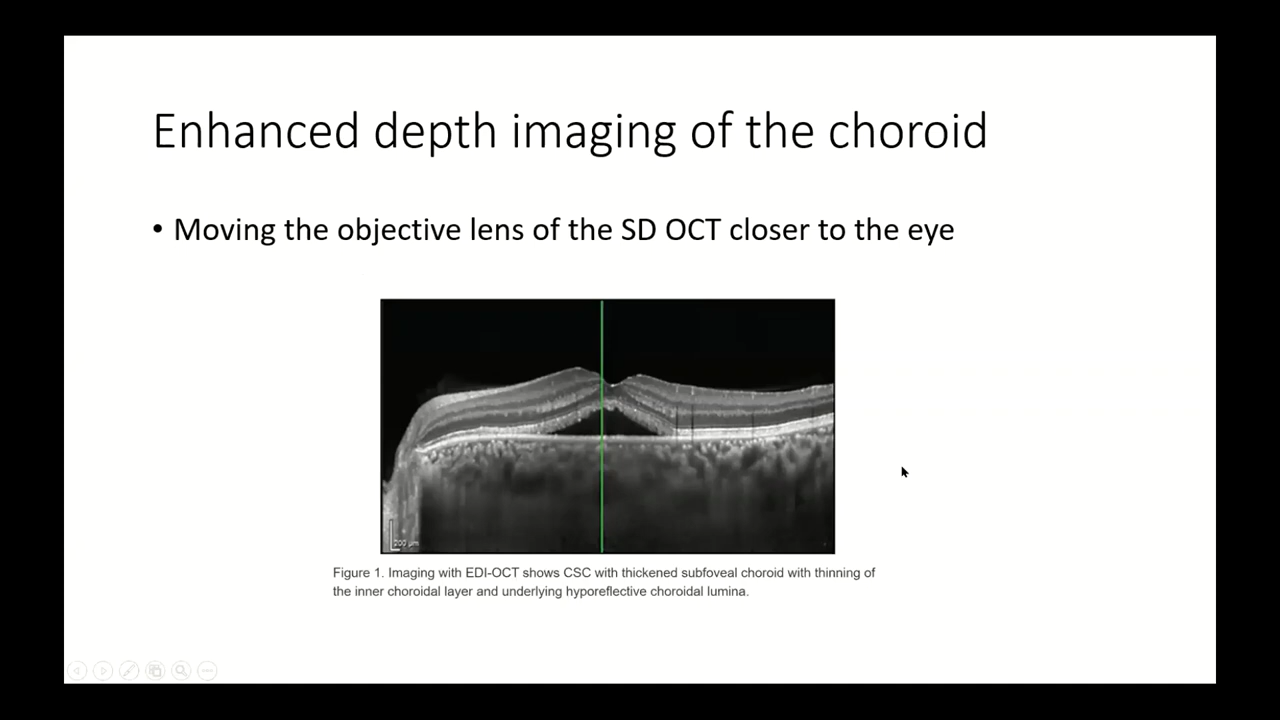 Enhanced depth imaging of the choroid
• Moving the objective lens of the SD OCT closer to the eye
200 µm
Figure 1. Imaging with EDI-OCT shows CSC with thickened subfoveal choroid with thinning of
the inner choroidal layer and underlying hyporeflective choroidal lumina.